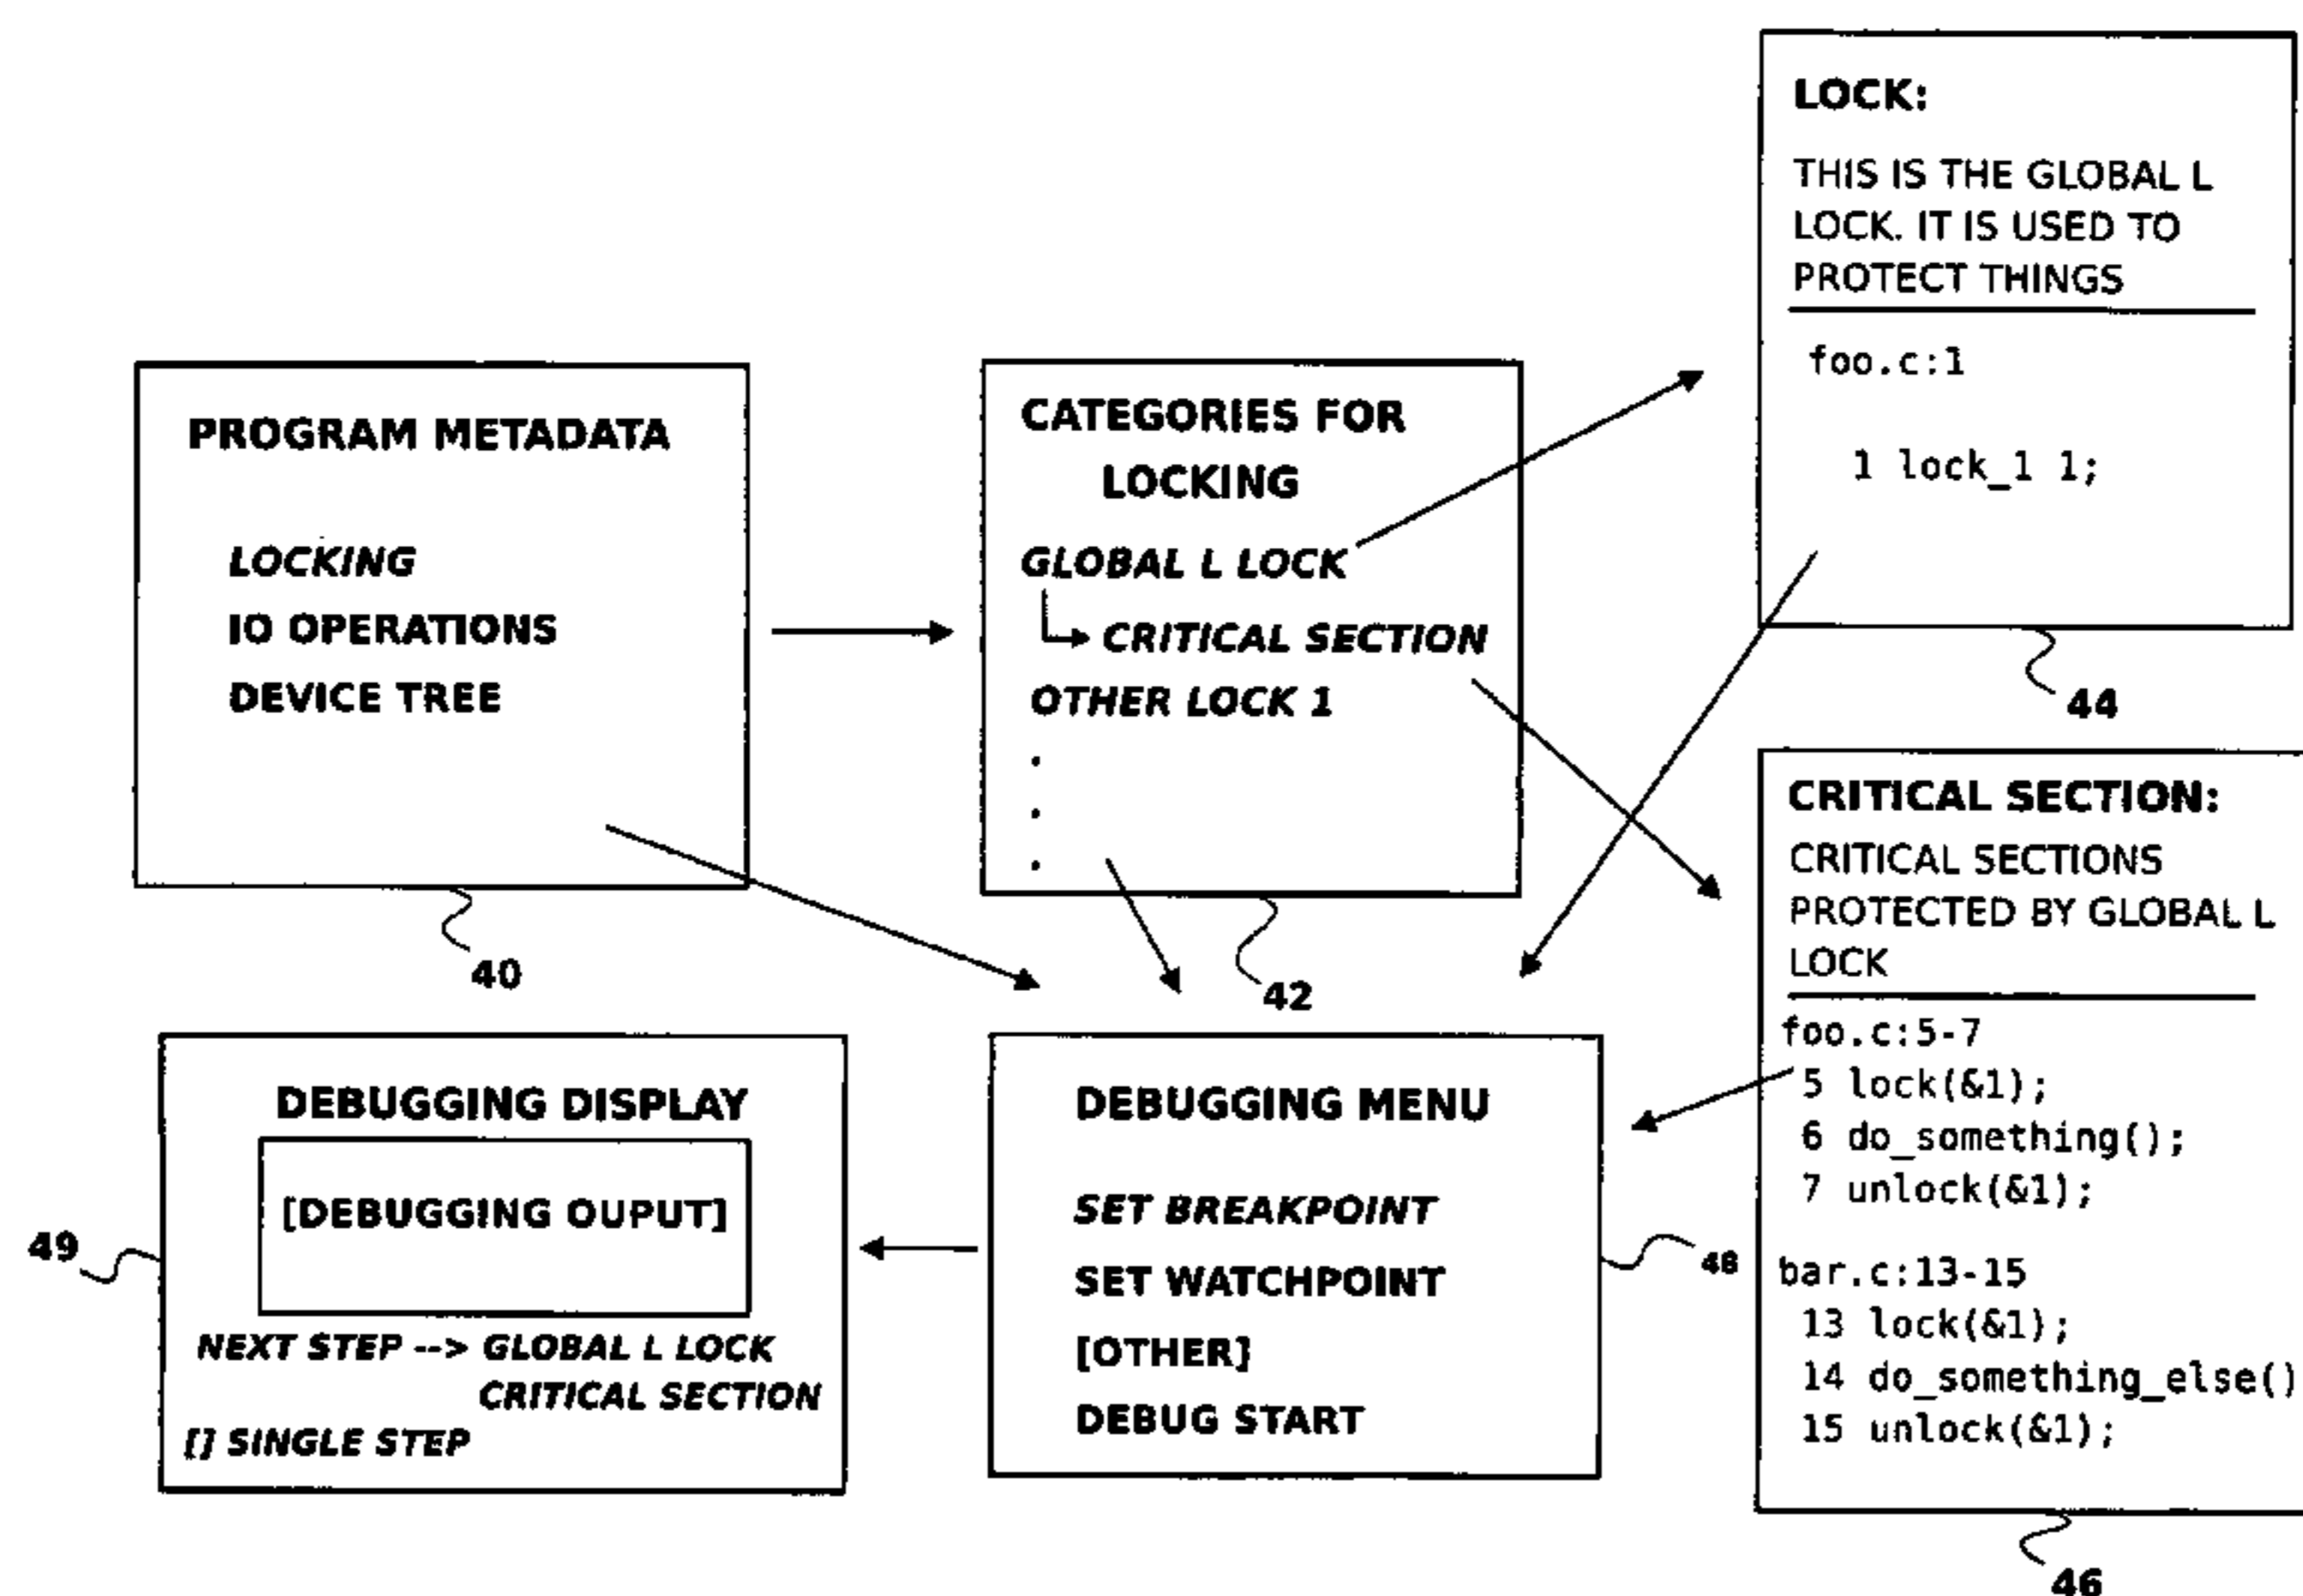 PROGRAM METADATA
LOCKING
IO OPERATIONS
DEVICE TREE
40
CATEGORIES FOR
LOCKING
GLOBAL L LOCK
CRITICAL SECTION
OTHER LOCK 1
.
.
.
42
LOCK:
THIS IS THE GLOBAL L
LOCK. IT IS USED TO
PROTECT THINGS
foo.c:1
1 lock_1 1;
44
CRITICAL SECTION:
CRITICAL SECTIONS
PROTECTED BY GLOBAL L
LOCK
foo.c:5-7
5 lock(&1);
6 do_something();
7 unlock(&1);
bar.c:13-15
13 lock(&1);
14 do_something_else()
15 unlock(&1);
46
DEBUGGING MENU
SET BREAKPOINT
SET WATCHPOINT
[OTHER]
DEBUG START
48
DEBUGGING DISPLAY
[DEBUGGING OUPUT]
NEXT STEP --> GLOBAL L LOCK
CRITICAL SECTION
[] SINGLE STEP
49